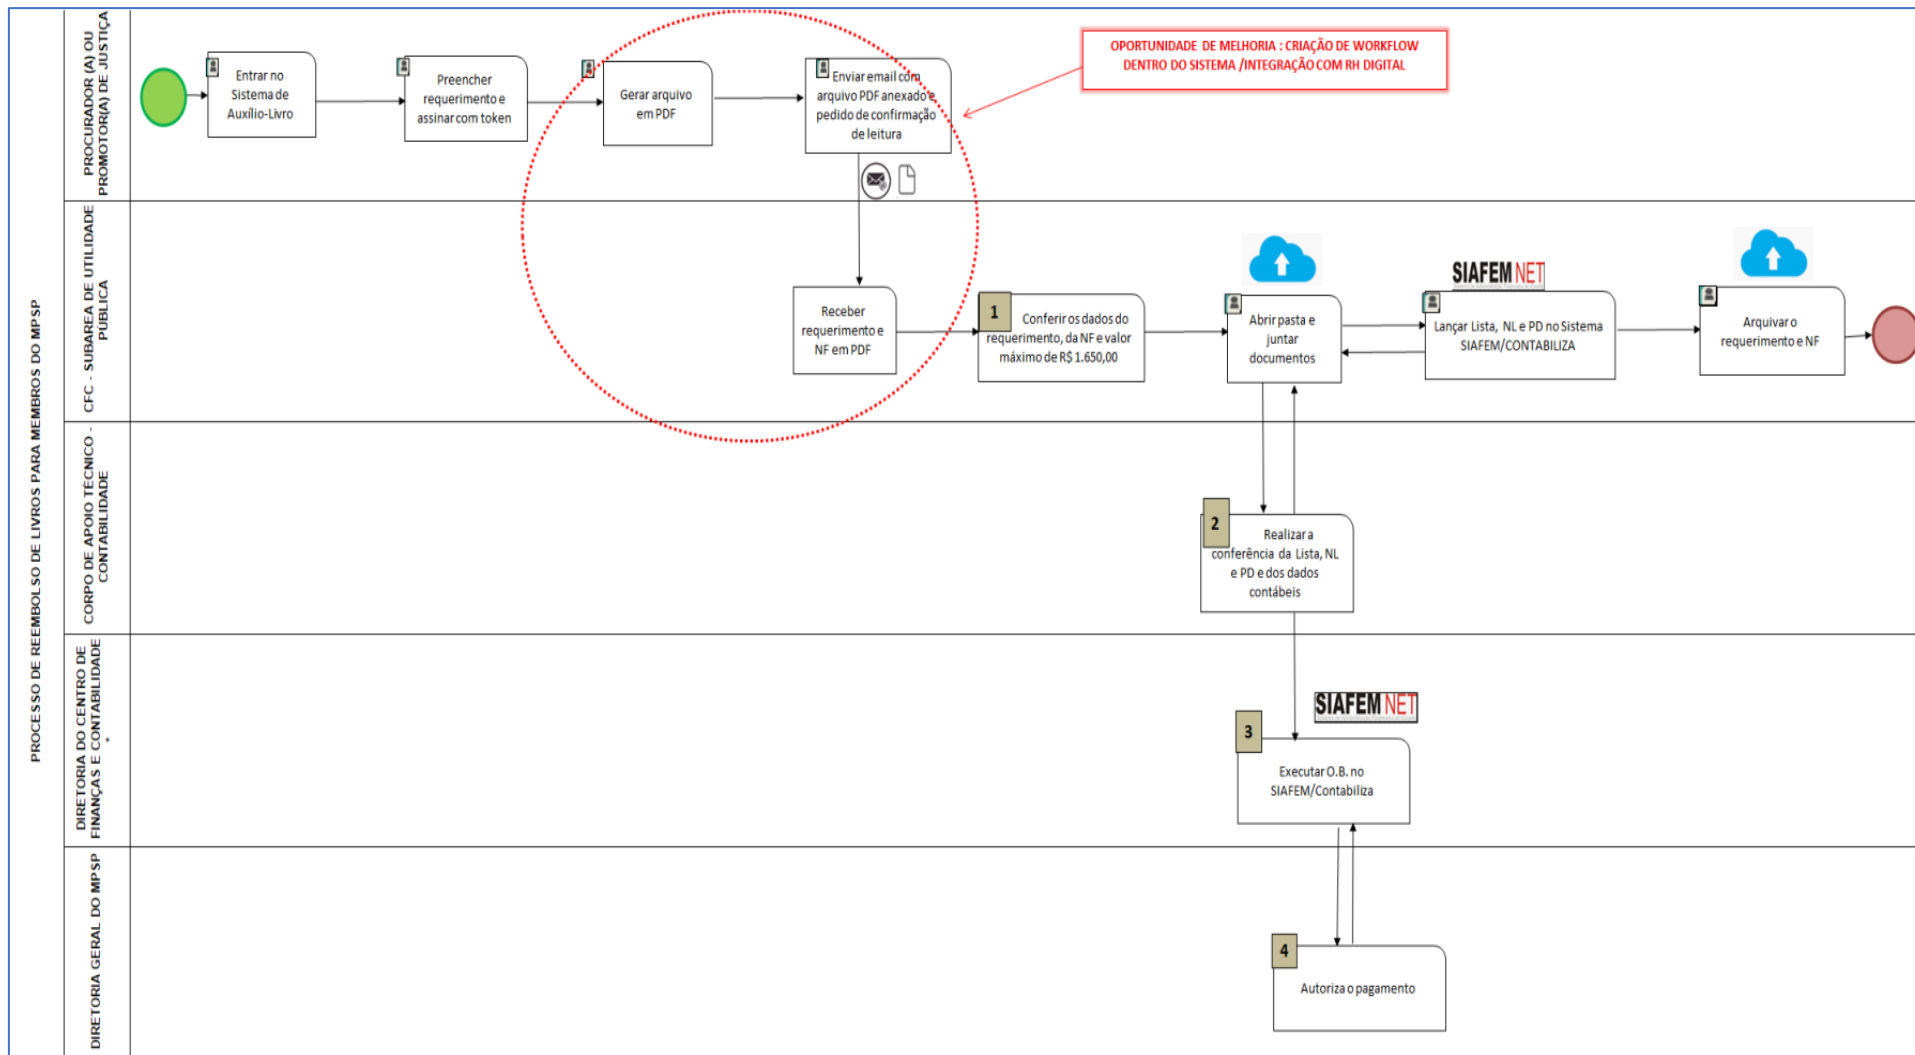 PROCESSO DE REEMBOLSO DE LIVROS PARA MEMBROS DO MPSP
PROCURADOR (A) OU
PROMOTOR(A) DE JUSTIÇA
Entrar no
Sistema de
Auxílio-Livro
Preencher
requerimento e
assinar com token
Gerar arquivo
em PDF
Enviar email com
arquivo PDF anexado e
pedido de confirmação
de leitura
OPORTUNIDADE DE MELHORIA : CRIAÇÃO DE WORKFLOW
DENTRO DO SISTEMA /INTEGRAÇÃO COM RH DIGITAL
CFC - SUBAREA DE UTILIDADE
PÚBLICA
Receber
requerimento e
NF em PDF
1
Conferir os dados do
requerimento, da NF e valor
máximo de R$ 1.650,00
Abrir pasta e
juntar
documentos
SIAFEM NET
Lançar Lista, NL e PD no Sistema
SIAFEM/CONTABILIZA
Arquivar o
requerimento e NF
CORPO DE APOIO TÉCNICO -
CONTABILIDADE
2
Realizar a
conferência da Lista, NL
e PD e dos dados
contábeis
DIRETORIA DO CENTRO DE
FINANÇAS E CONTABILIDADE
*
SIAFEM NET
3
Executar O.B. no
SIAFEM/Contabiliza
DIRETORIA GERAL DO MPSP
4
Autoriza o pagamento